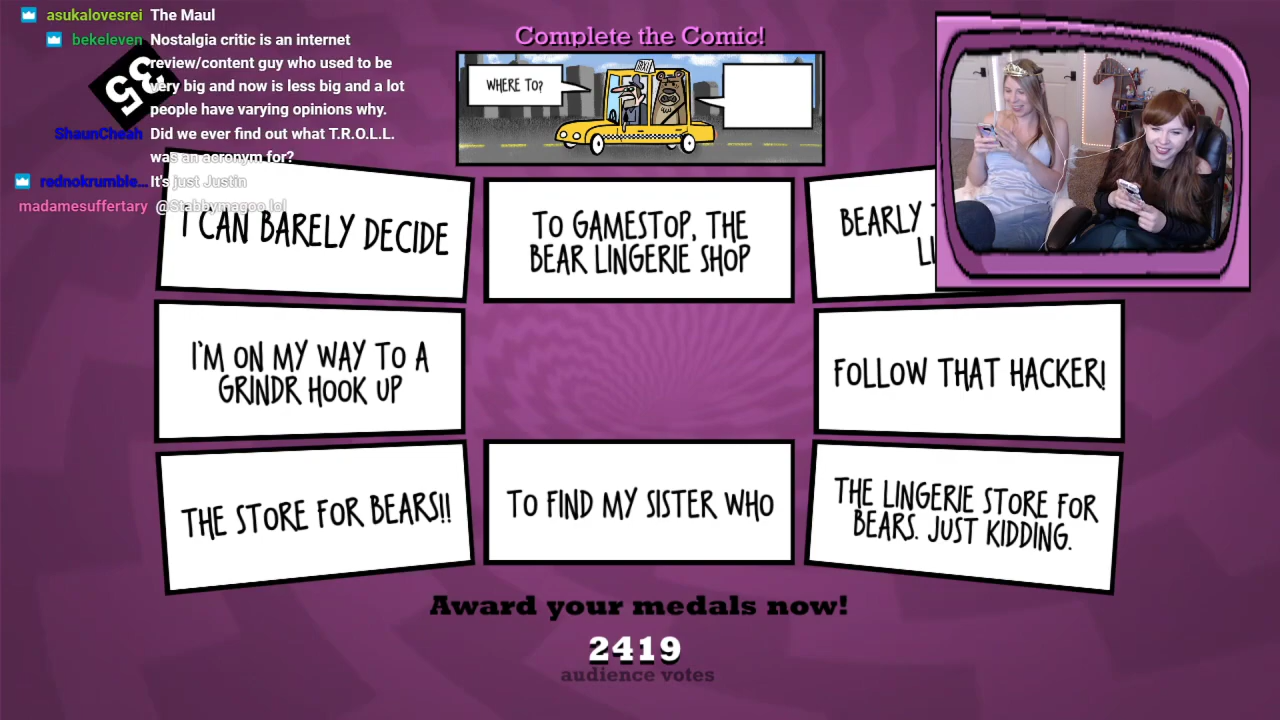 asukalovesrei The Maul
bekeleven Nostalgia critic is an internet
review/content guy who used to be
very big and now is less big and a lot
people have varying opinions why.
ShaunCheah Did we ever find out what T.R.O.L.L.
was an acronym for?
rednokrumble... It's just Justin
madamesuffertary @Stabbymagoo lol
35
Complete the Comic!
TAXI
WHERE TO?
I CAN BARELY DECIDE
TO GAMESTOP, THE
BEAR LINGERIE SHOP
BEARLY
I'M ON MY WAY TO A
GRINDR HOOK UP
FOLLOW THAT HACKER!
THE STORE FOR BEARS!!
TO FIND MY SISTER WHO
THE LINGERIE STORE FOR
BEARS. JUST KIDDING.
Award your medals now!
2419
audience votes